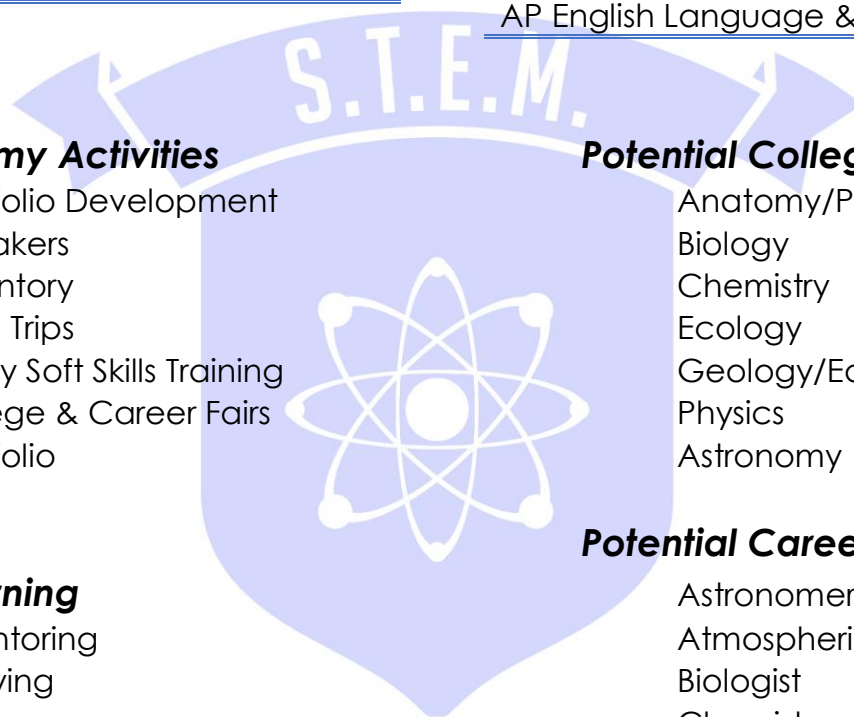 AP English Language &
S.T.E.M.
my Activities
olio Development
akers
ntory
Trips
y Soft Skills Training
ege & Career Fairs
olio
rning
ntoring
ving
Potential Colleg
Anatomy/P
Biology
Chemistry
Ecology
Geology/Ea
Physics
Astronomy
Potential Caree
Astronomer
Atmospheri
Biologist